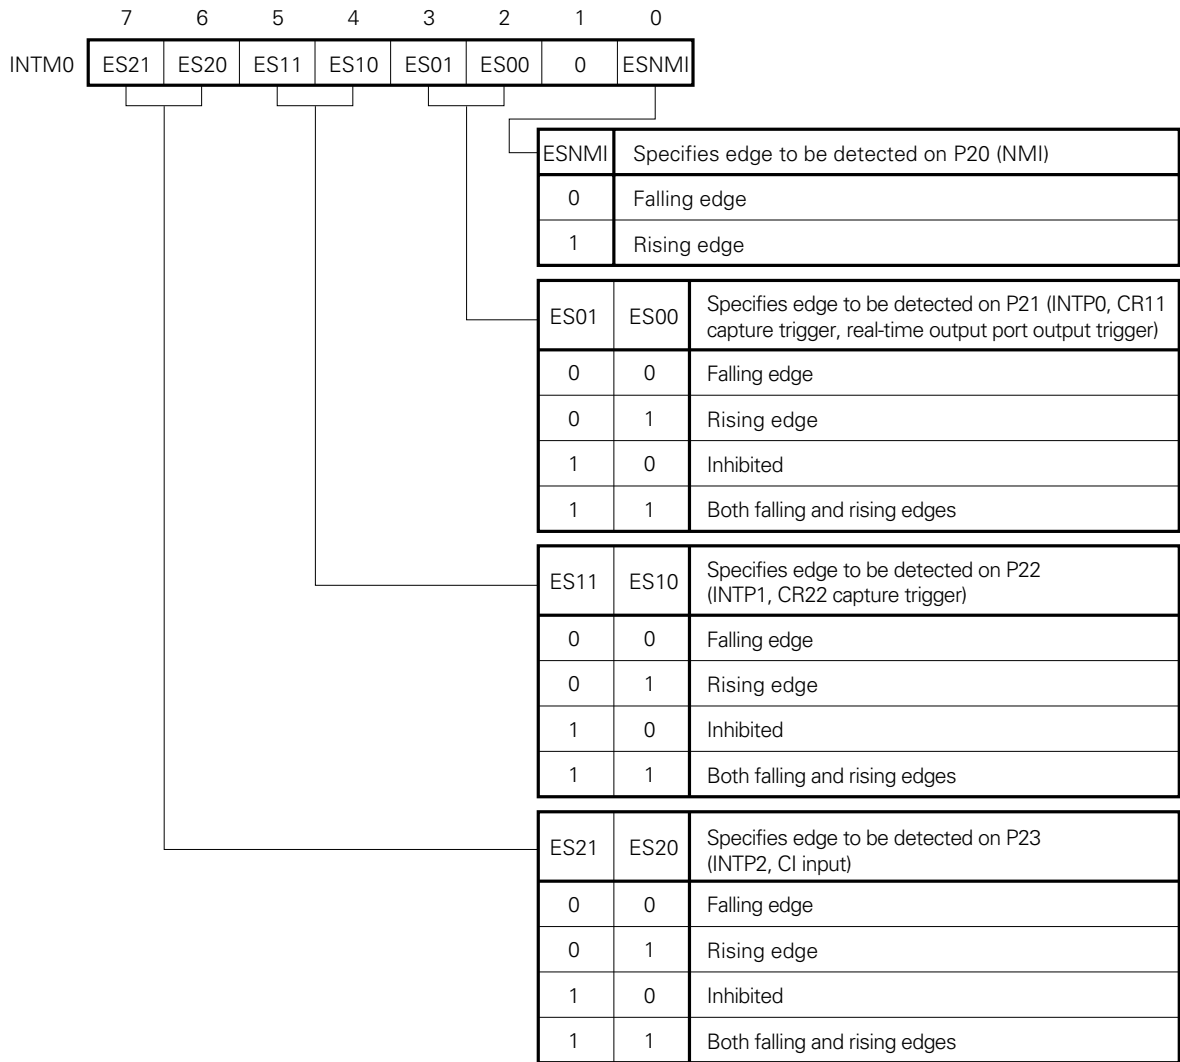 7 6 5 4 3 2 1 0
INTM0 ES21 ES20 ES11 ES10 ES01 ES00 0 ESNMI
ESNMI Specifies edge to be detected on P20 (NMI)
0 Falling edge
1 Rising edge
ES01 ES00 Specifies edge to be detected on P21 (INTP0, CR11
capture trigger, real-time output port output trigger)
0 0 Falling edge
0 1 Rising edge
1 0 Inhibited
1 1 Both falling and rising edges
ES11 ES10 Specifies edge to be detected on P22
(INTP1, CR22 capture trigger)
0 0 Falling edge
0 1 Rising edge
1 0 Inhibited
1 1 Both falling and rising edges
ES21 ES20 Specifies edge to be detected on P23
(INTP2, CI input)
0 0 Falling edge
0 1 Rising edge
1 0 Inhibited
1 1 Both falling and rising edges